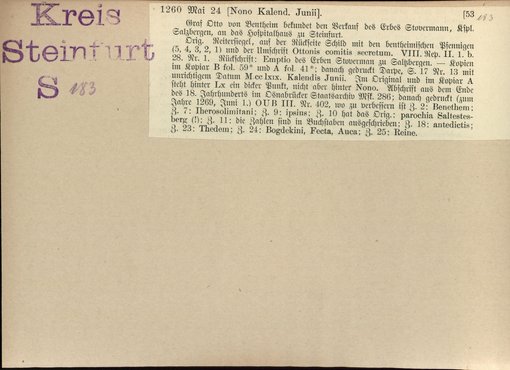 Kreis
Steinfurt
S 183
1260 Mai 24 [Nono Kalend. Junii]. [53
183
Graf Otto von Bentheim bekundet den Verkauf des Erbes Stovermann, Kspl.
Salzbergen, an das Hospitalhaus zu Steinfurt.
Orig. Reitersiegel, auf der Rückseite Schild mit den bentheimischen Pfennigen
(5, 4, 3, 2, 1) und der Umschrift Ottonis comitis secretum. VIII. Rep. II. 1. b.
28. Nr. 1. Rückschrift: Emptio des Erben Stoverman zu Salzbergen. — Kopien
im Kopiar B fol. 59ᵃ und A fol. 41ᵃ; danach gedruckt Darpe, S. 17 Nr. 13 mit
unrichtigem Datum M cc lxix. Kalendis Junii. Im Original und im Kopiar A
steht hinter Lx ein dicker Punkt, nicht aber hinter Nono. Abschrift aus dem Ende
des 18. Jahrhunderts im Osnabrücker Staatsarchiv Msk. 286; danach gedruckt (zum
Jahre 1269, Juni 1.) OUB III. Nr. 402, wo zu verbessern ist Z. 2: Benethem;
Z. 7: Iherosolimitani; Z. 9: ipsins; Z. 10 hat das Orig.: parochia Saltestes-
berg (!); Z. 11: die Zahlen sind in Buchstaben ausgeschrieben; Z. 18: antedictis;
Z. 23: Thedem; Z. 24: Bogdekini, Fecta, Auca; Z. 25: Reine.